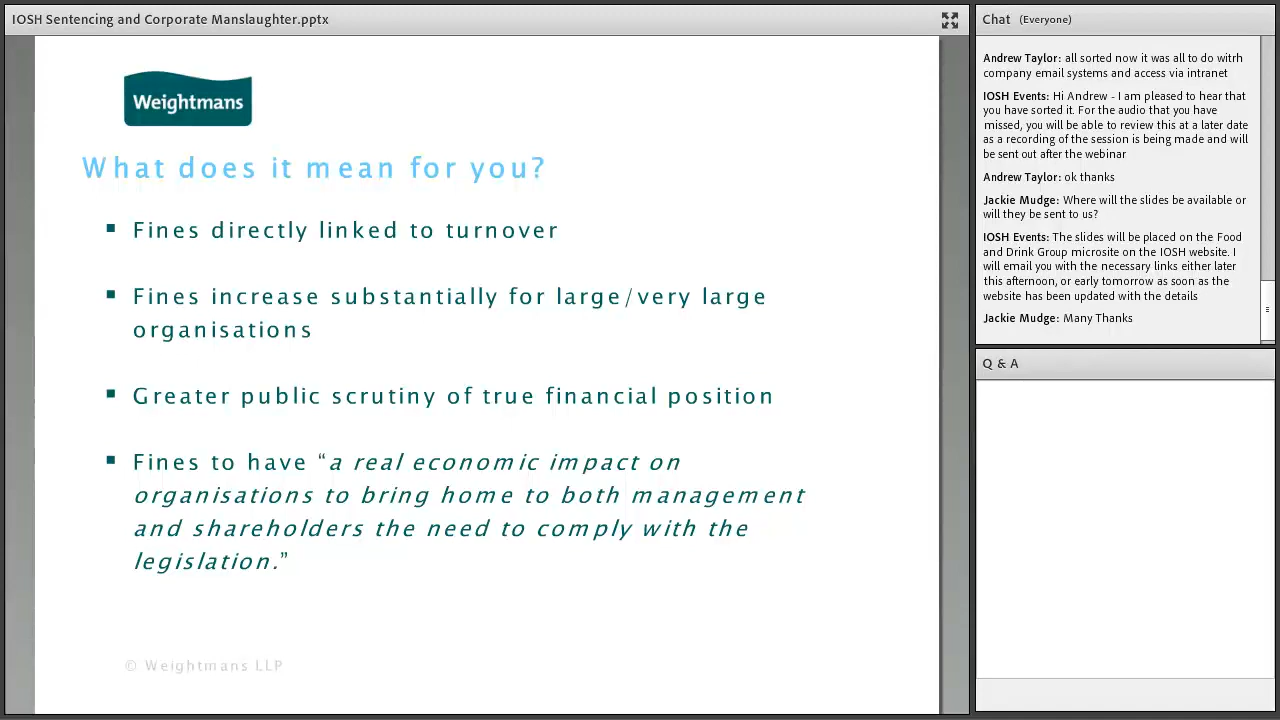 IOSH Sentencing and Corporate Manslaughter.pptx
Weightmans
What does it mean for you?
▪ Fines directly linked to turnover
▪ Fines increase substantially for large/very large
organisations
▪ Greater public scrutiny of true financial position
▪ Fines to have “a real economic impact on
organisations to bring home to both management
and shareholders the need to comply with the
legislation.”
© Weightmans LLP
Chat (Everyone)
Andrew Taylor: all sorted now it was all to do witrh
company email systems and access via intranet
IOSH Events: Hi Andrew - I am pleased to hear that
you have sorted it. For the audio that you have
missed, you will be able to review this at a later date
as a recording of the session is being made and will
be sent out after the webinar
Andrew Taylor: ok thanks
Jackie Mudge: Where will the slides be available or
will they be sent to us?
IOSH Events: The slides will be placed on the Food
and Drink Group microsite on the IOSH website. I
will email you with the necessary links either later
this afternoon, or early tomorrow as soon as the
website has been updated with the details
Jackie Mudge: Many Thanks
Q & A